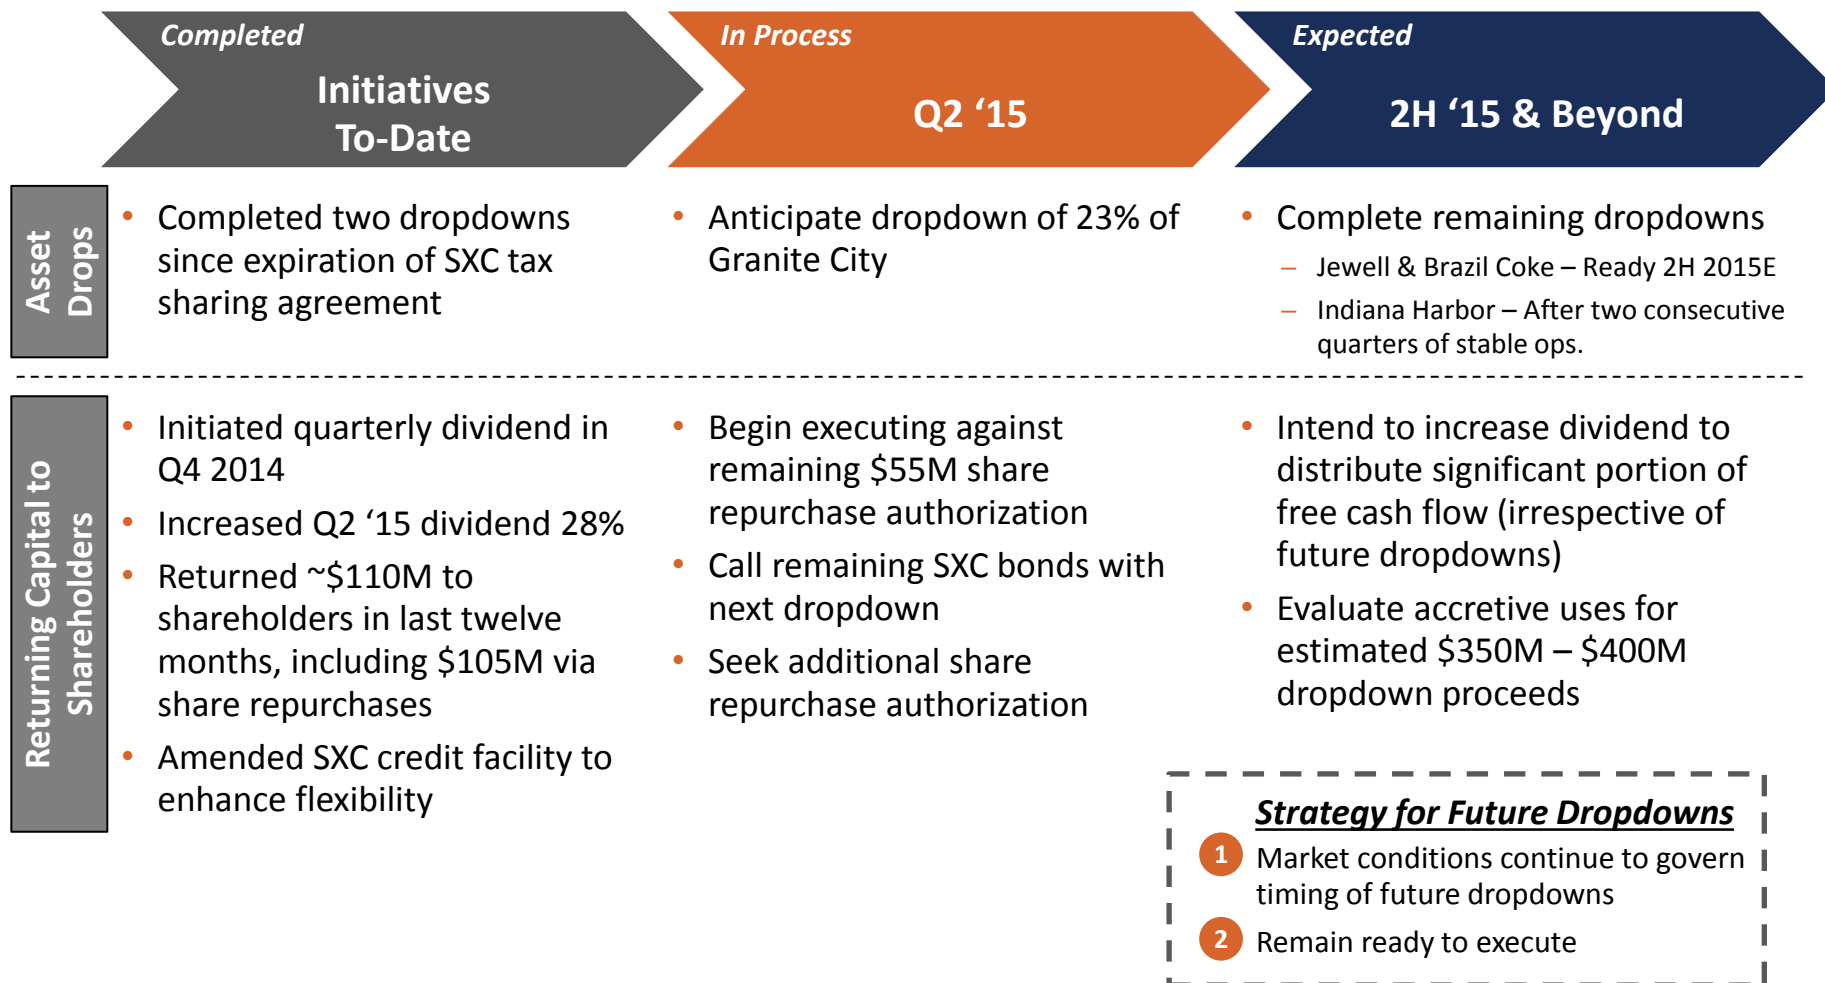 Completed
Initiatives
To-Date
In Process
Q2 ‘15
Expected
2H ‘15 & Beyond
Asset
Drops
• Completed two dropdowns
since expiration of SXC tax
sharing agreement
• Anticipate dropdown of 23% of
Granite City
• Complete remaining dropdowns
– Jewell & Brazil Coke – Ready 2H 2015E
– Indiana Harbor – After two consecutive
quarters of stable ops.
Returning Capital to
Shareholders
• Initiated quarterly dividend in
Q4 2014
• Increased Q2 ‘15 dividend 28%
• Returned ~$110M to
shareholders in last twelve
months, including $105M via
share repurchases
• Amended SXC credit facility to
enhance flexibility
• Begin executing against
remaining $55M share
repurchase authorization
• Call remaining SXC bonds with
next dropdown
• Seek additional share
repurchase authorization
• Intend to increase dividend to
distribute significant portion of
free cash flow (irrespective of
future dropdowns)
• Evaluate accretive uses for
estimated $350M – $400M
dropdown proceeds
Strategy for Future Dropdowns
1 Market conditions continue to govern
timing of future dropdowns
2 Remain ready to execute